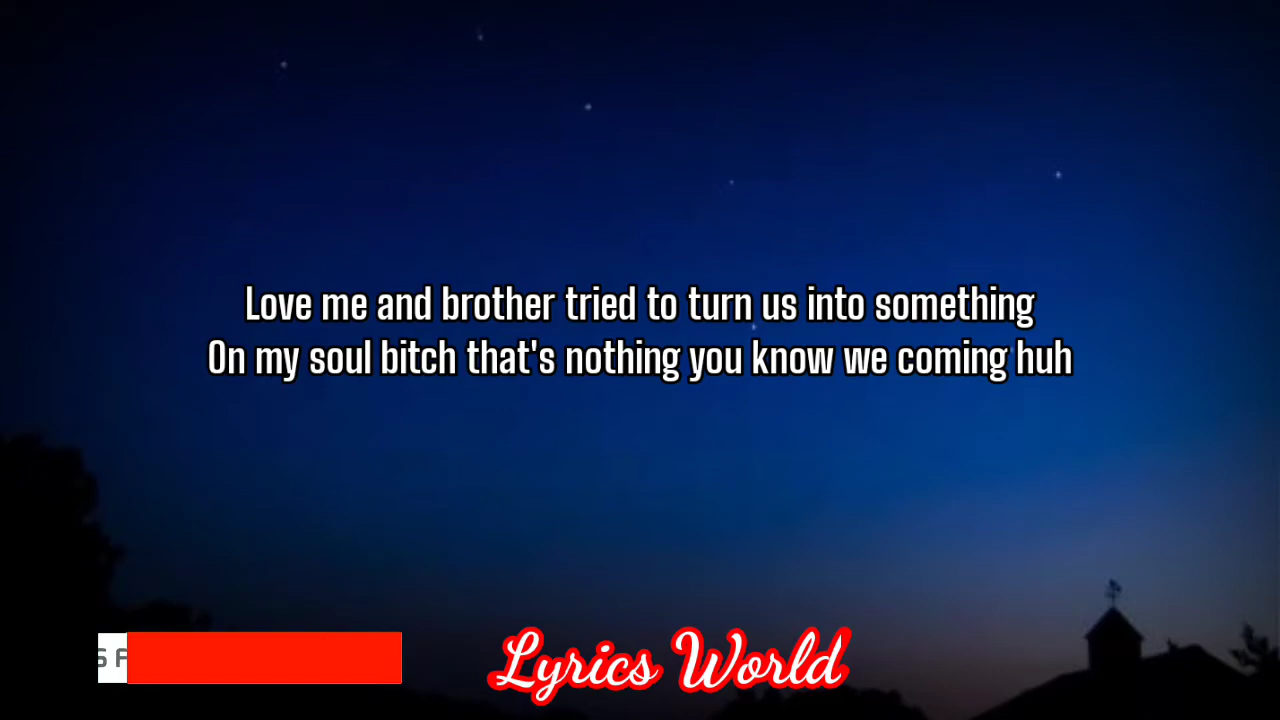 Love me and brother tried to turn us into something
On my soul bitch that's nothing you know we coming huh
S F
Lyrics World